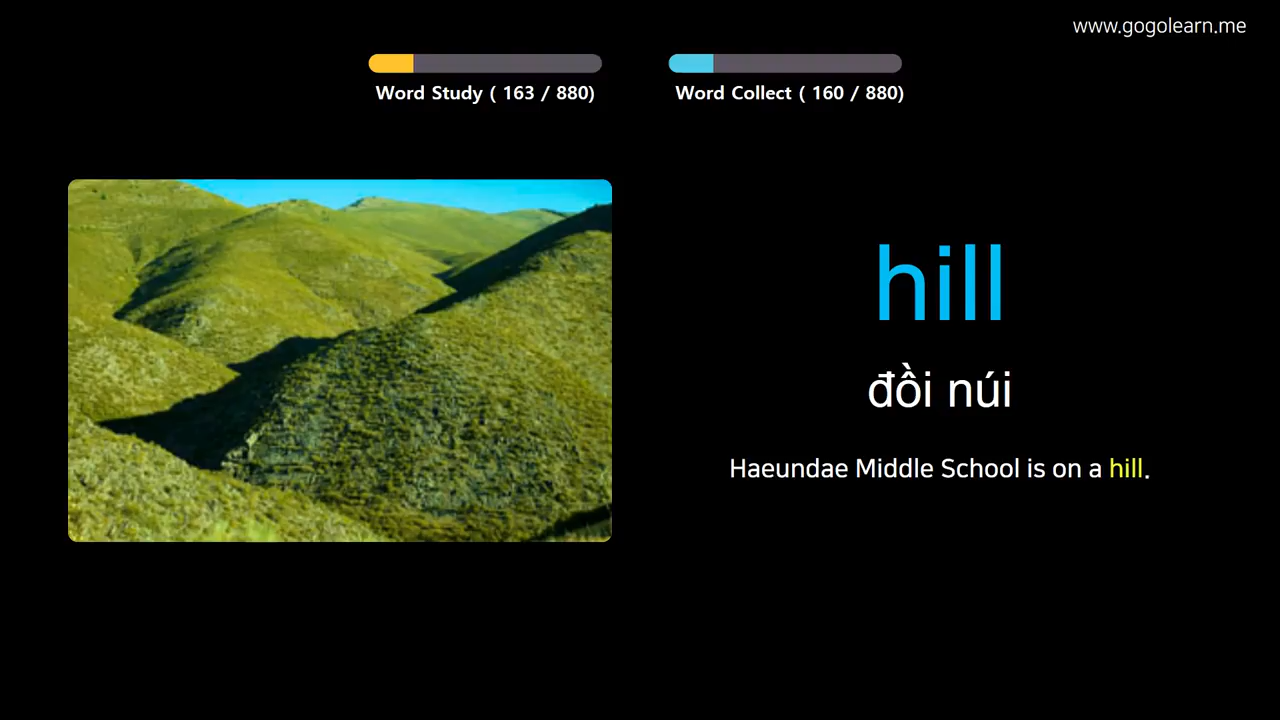 www.gogolearn.me
Word Study ( 163 / 880)
Word Collect ( 160 / 880)
hill
đồi núi
Haeundae Middle School is on a hill.